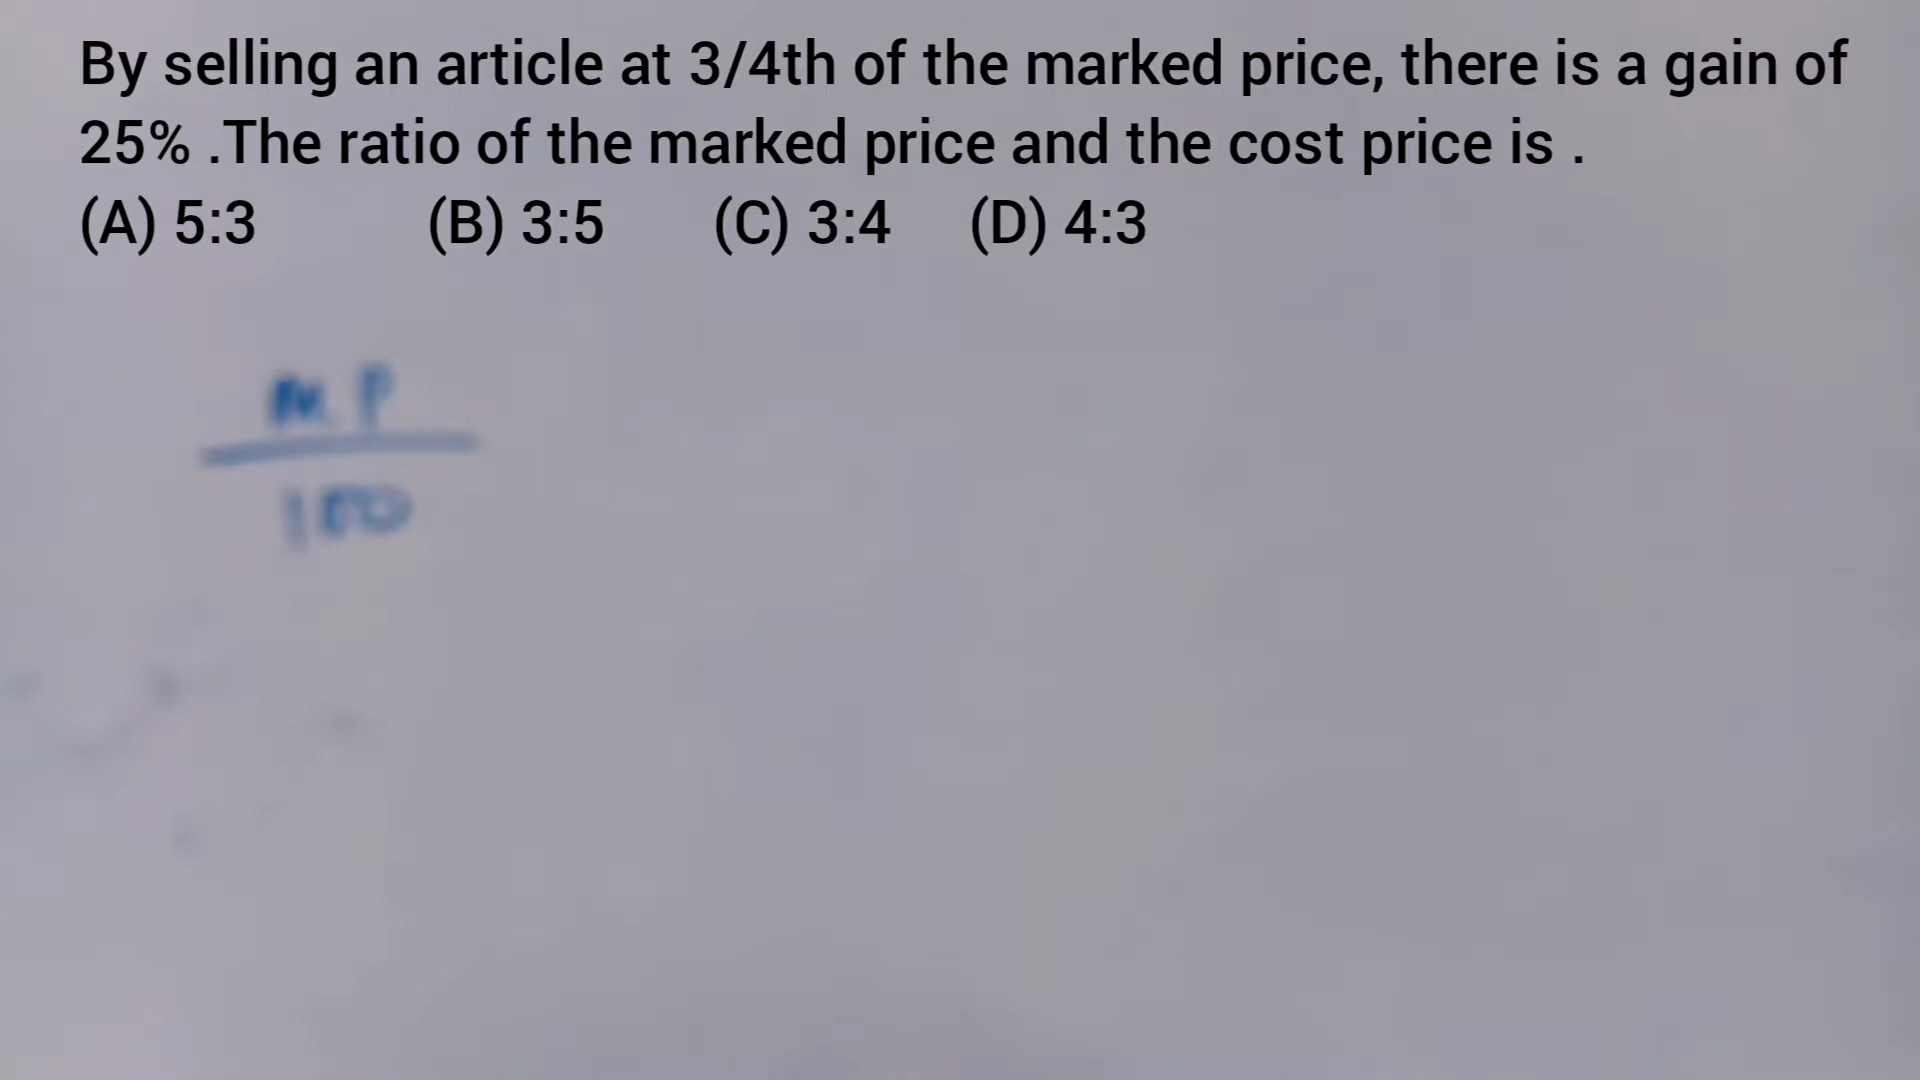 By selling an article at 3/4th of the marked price, there is a gain of
25% .The ratio of the marked price and the cost price is .
(A) 5:3 (B) 3:5 (C) 3:4 (D) 4:3
M.P
100